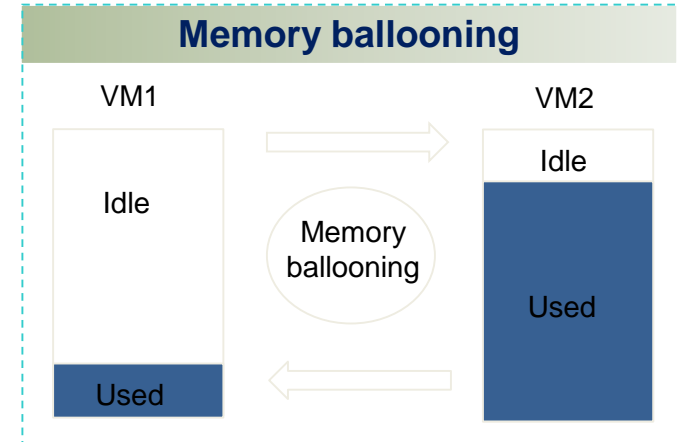 Memory ballooning
VM1
VM2
Idle
Idle
Memory
ballooning
Used
Used